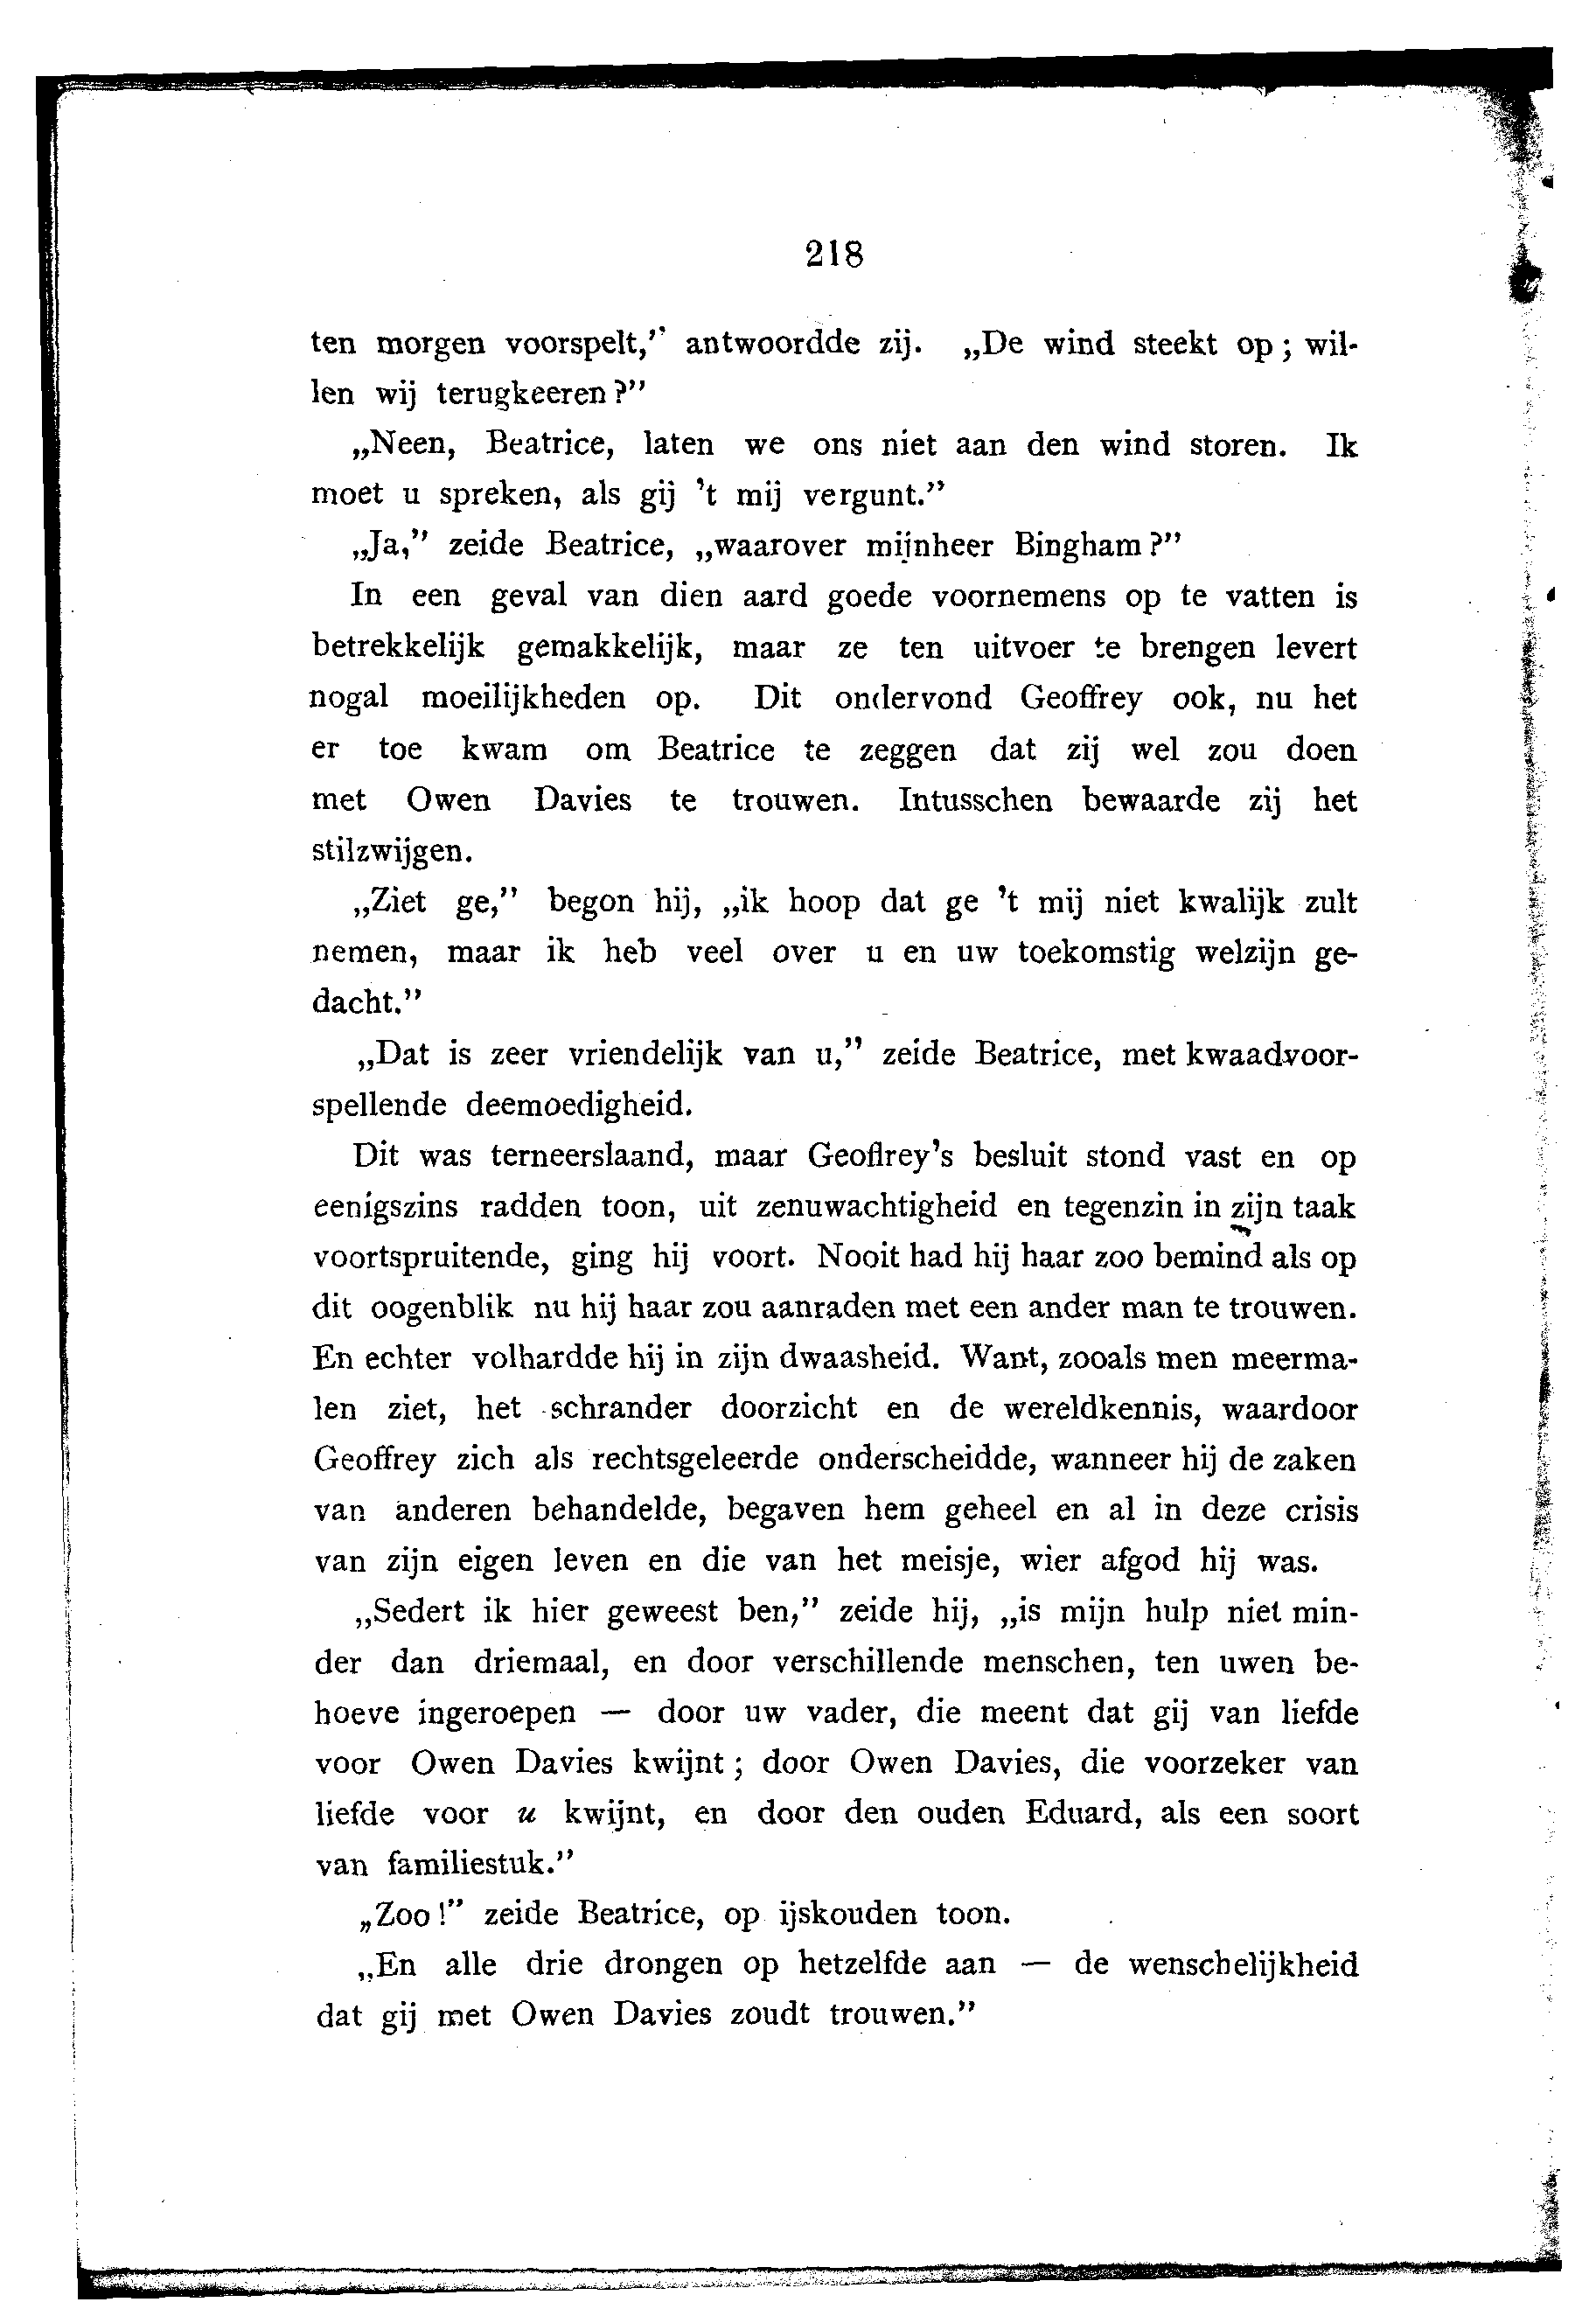 218
ten morgen voorspelt,” antwoordde zij. „De wind steekt op; wil-
len wij terugkeeren?”
„Neen, Beatrice, laten we ons niet aan den wind storen. Ik
moet u spreken, als gij 't mij vergunt.”
„Ja,” zeide Beatrice, „waarover mijnheer Bingham?”
In een geval van dien aard goede voornemens op te vatten is
betrekkelijk gemakkelijk, maar ze ten uitvoer te brengen levert
nogal moeilijkheden op. Dit ondervond Geoffrey ook, nu het
er toe kwam om Beatrice te zeggen dat zij wel zou doen
met Owen Davies te trouwen. Intusschen bewaarde zij het
stilzwijgen.
„Ziet ge,” begon hij, „ik hoop dat ge 't mij niet kwalijk zult
nemen, maar ik heb veel over u en uw toekomstig welzijn ge-
dacht.”
„Dat is zeer vriendelijk van u,” zeide Beatrice, met kwaadvoor-
spellende deemoedigheid.
Dit was terneerslaand, maar Geoffrey's besluit stond vast en op
eenigszins radden toon, uit zenuwachtigheid en tegenzin in zijn taak
voortspruitende, ging hij voort. Nooit had hij haar zoo bemind als op
dit oogenblik nu hij haar zou aanraden met een ander man te trouwen.
En echter volhardde hij in zijn dwaasheid. Want, zooals men meerma-
len ziet, het schrander doorzicht en de wereldkennis, waardoor
Geoffrey zich als rechtsgeleerde onderscheidde, wanneer hij de zaken
van anderen behandelde, begaven hem geheel en al in deze crisis
van zijn eigen leven en die van het meisje, wier afgod hij was.
„Sedert ik hier geweest ben,” zeide hij, „is mijn hulp niet min-
der dan driemaal, en door verschillende menschen, ten uwen be-
hoeve ingeroepen — door uw vader, die meent dat gij van liefde
voor Owen Davies kwijnt; door Owen Davies, die voorzeker van
liefde voor u kwijnt, en door den ouden Eduard, als een soort
van familiestuk.”
„Zoo!” zeide Beatrice, op ijskouden toon.
„En alle drie drongen op hetzelfde aan — de wenschelijkheid
dat gij met Owen Davies zoudt trouwen.”